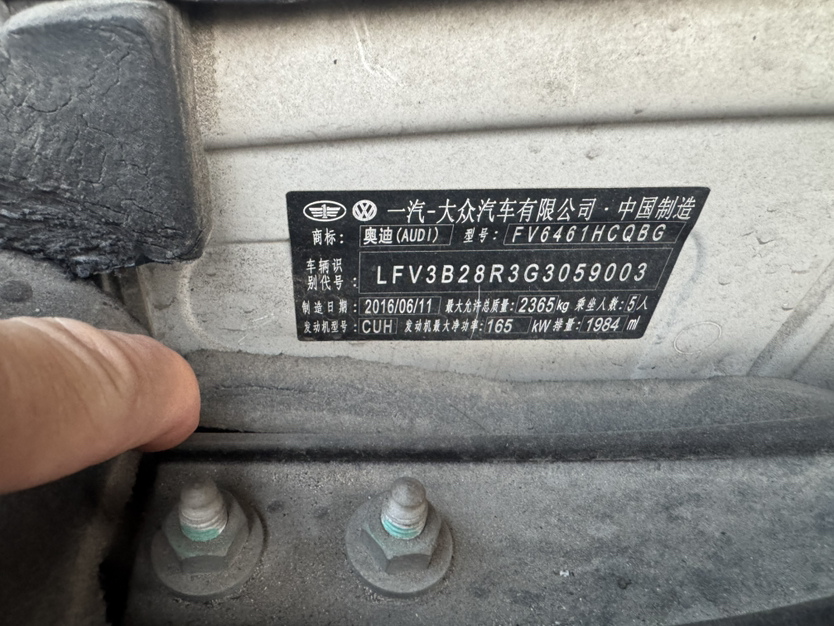 一汽-大众汽车有限公司·中国制造
商标: 奥迪(AUDI) 型号: FV6461HCQBG
车辆识别代号: LFV3B28R3G3059003
制造日期: 2016/06/11 最大允许总质量: 2365kg 乘坐人数: 5人
发动机型号: CUH 发动机最大净功率: 165 kW 排量: 1984 ml